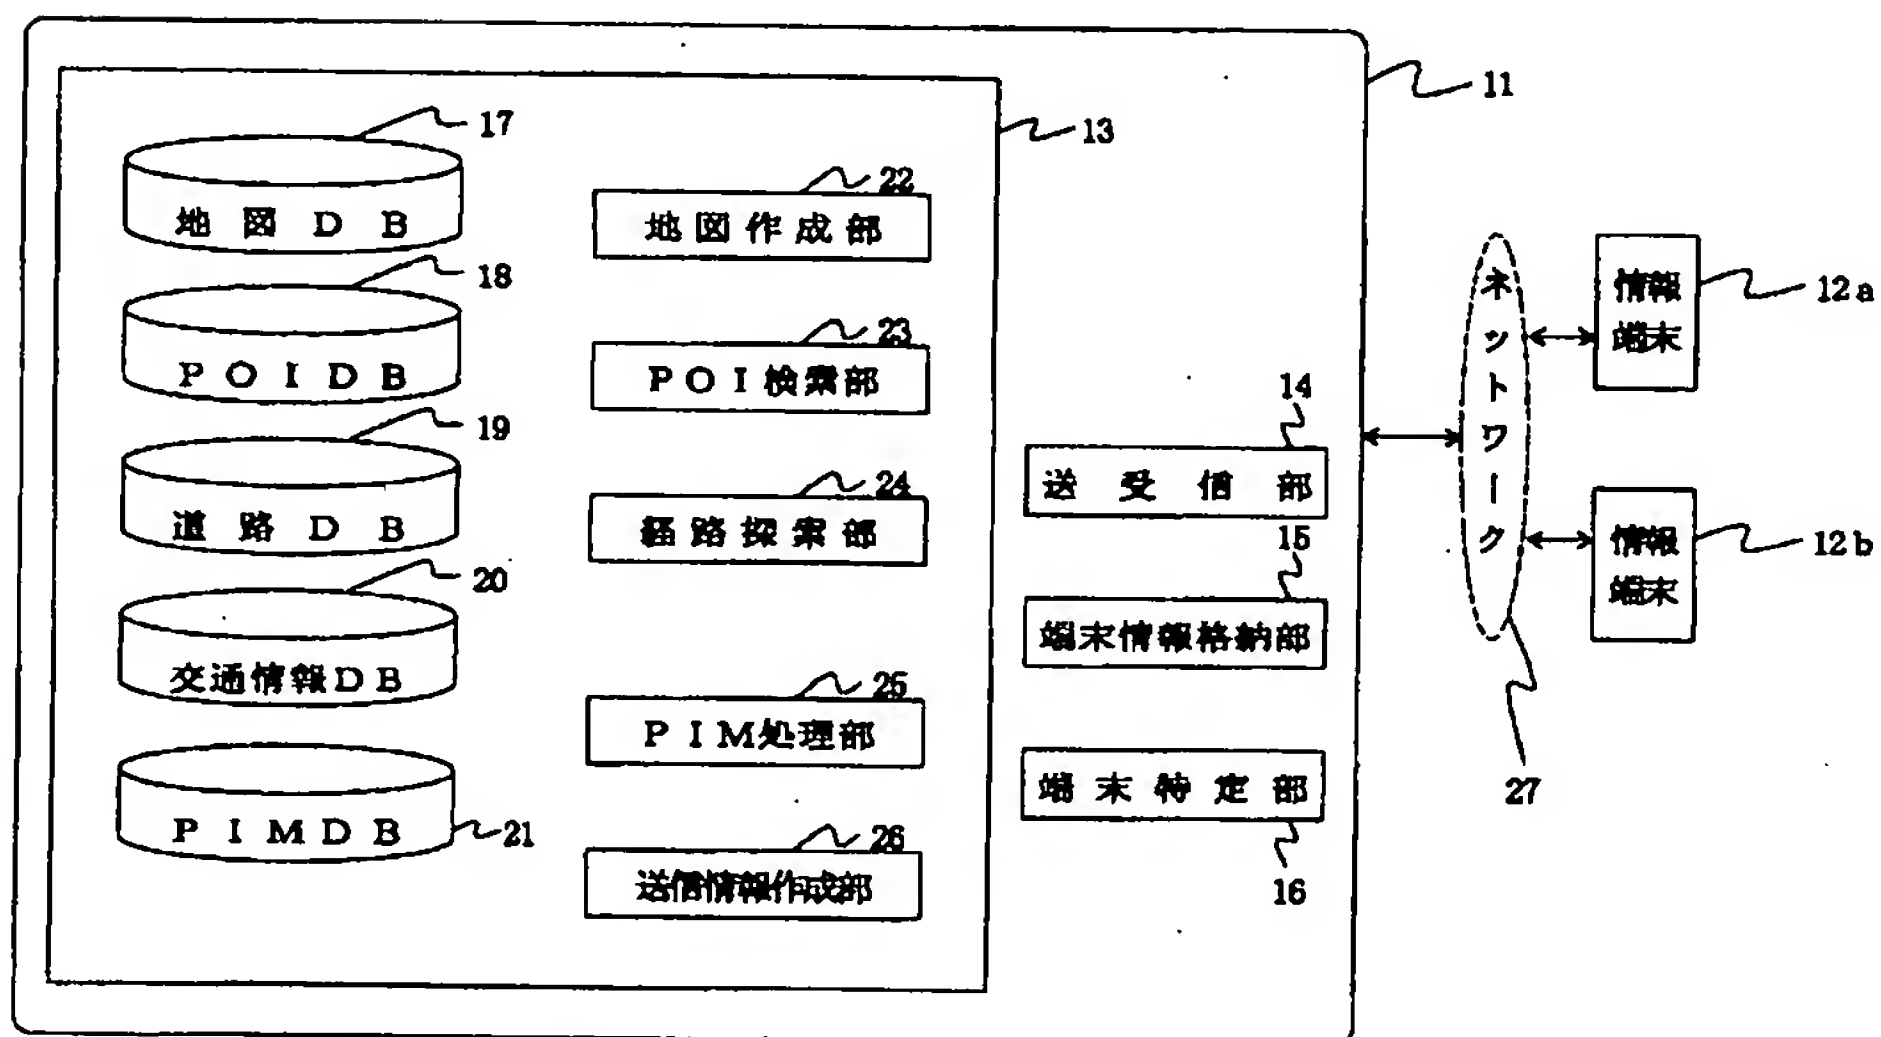 11
13
17
地図DB
22
地図作成部
18
POIDB
23
POI検索部
19
道路DB
24
経路探索部
20
交通情報DB
25
PIM処理部
PIMDB
21
26
送信情報作成部
14
送受信部
15
端末情報格納部
端末特定部
16
ネットワーク
27
情報
端末
12a
情報
端末
12b